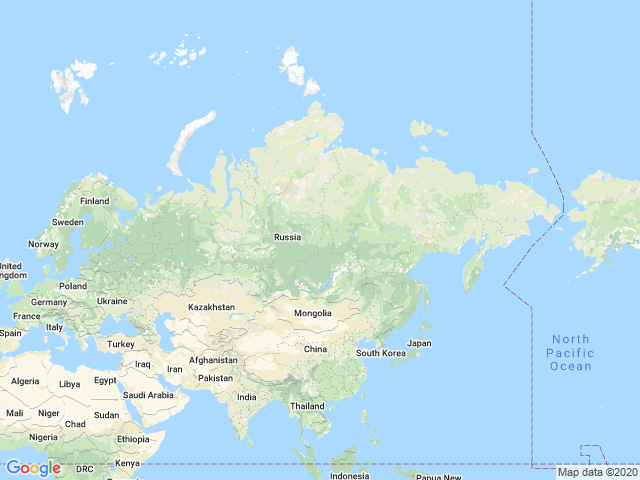 Finland
Sweden
Norway
Russia
United
Kingdom
Poland
Germany
Ukraine
France
Kazakhstan
Italy
Mongolia
Spain
Turkey
Japan
China
South Korea
North
Pacific
Ocean
Iraq
Iran
Afghanistan
Pakistan
Algeria
Libya
Egypt
Saudi Arabia
India
Thailand
Mali
Niger
Chad
Sudan
Nigeria
Ethiopia
Kenya
DRC
Indonesia
Papua New
Google
Map data ©2020